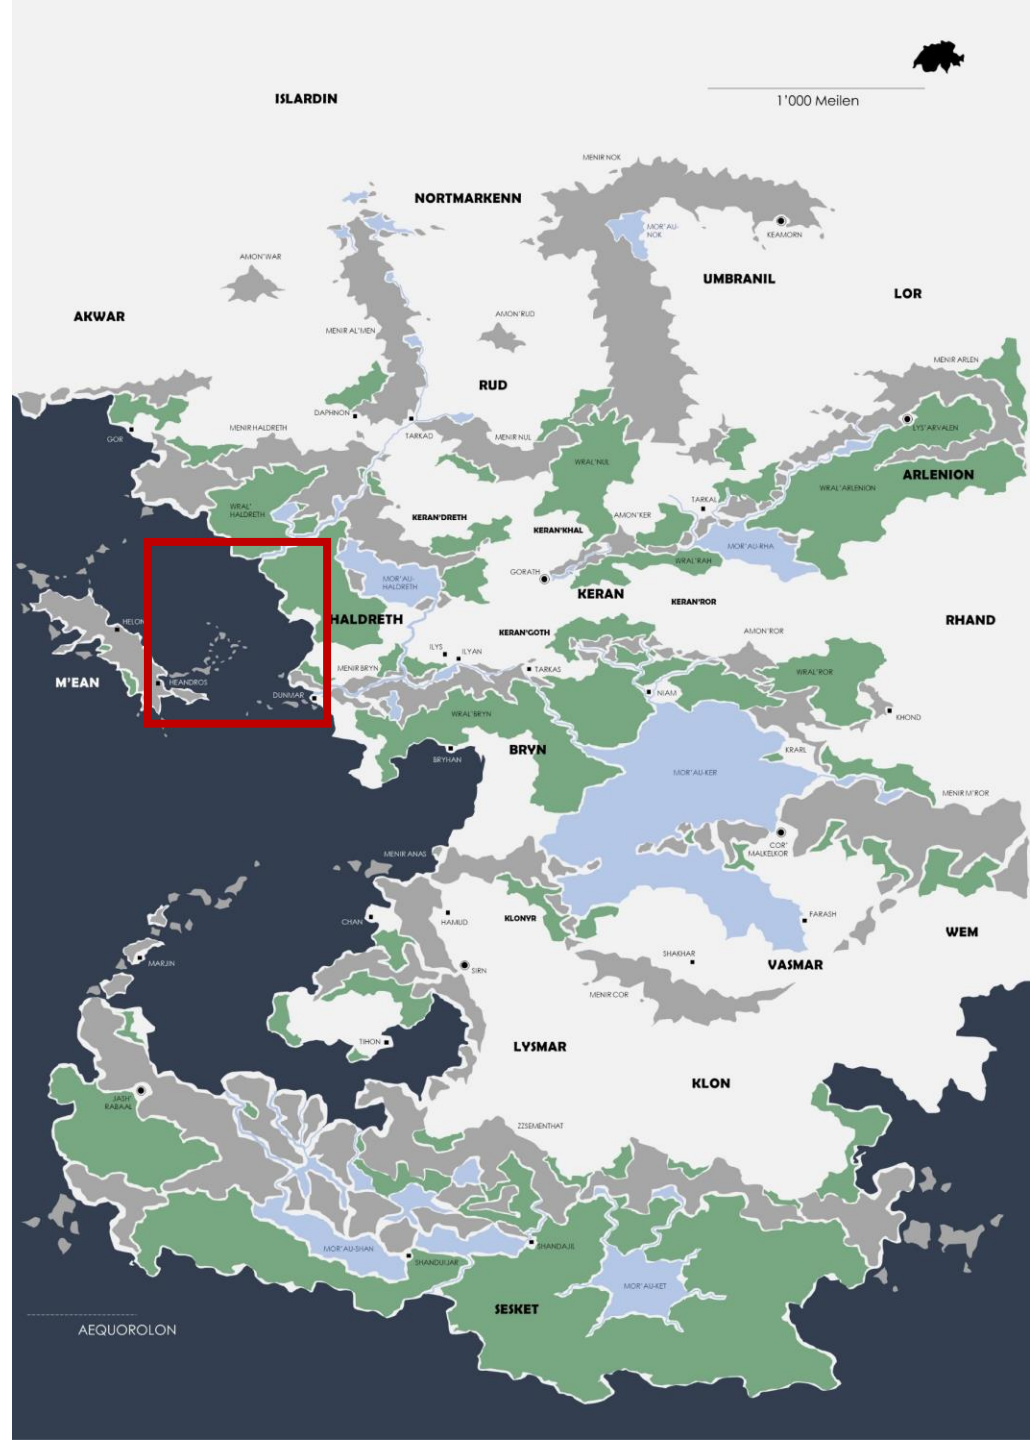 1'000 Meilen
ISLARDIN
MENIR NOK
NORTMARKENN
MOR'AU-
NOK
KEAMORN
AMON'WAR
UMBRANIL
LOR
AKWAR
AMON'RUD
MENIR AL'MEN
MENIR ARLEN
RUD
DAPHNON
GOR
MENIR HALDRETH
TARKAD
MENIR NUL
LYS'ARVALEN
WRAL'NUL
ARLENION
WRAL'ARLENION
WRAL'
HALDRETH
TARKAL
KERAN'DRETH
AMON'KER
KERAN'KHAL
MOR'AU-RHA
WRAL'RAH
GORATH
MOR'AU-
HALDRETH
KERAN
KERAN'ROR
HELON
HALDRETH
KERAN'GOTH
AMON'ROR
RHAND
ILYS
ILYAN
MENIR BRYN
TARKAS
WRAL'ROR
M'EAN
HEANDROS
DUNMAR
NIAM
WRAL'BRYN
KHOND
BRYN
BRYHAN
KRARL
MOR'AU-KER
MENIR M'ROR
COR'
MALKELKOR
MENIR ANAS
CHAN
HAMUD
KLONYR
FARASH
WEM
SHAKHAR
VASMAR
MARJIN
SIRN
MENIR COR
TIHON
LYSMAR
KLON
JASH'
RABAAL
ZZSEMENTHAT
MOR'AU-SHAN
SHANDUIJAR
SHANDAJIL
MOR'AU-KET
SESKET
AEQUOROLON